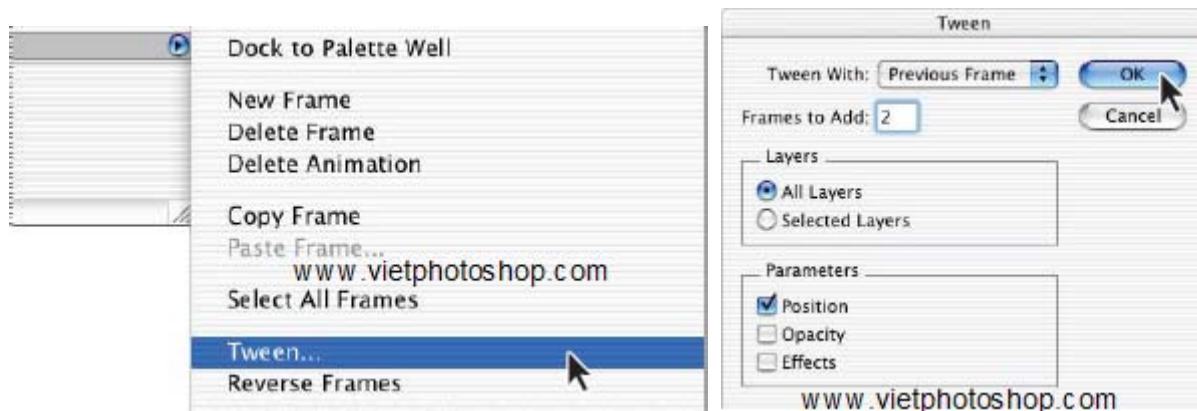 Dock to Palette Well
New Frame
Delete Frame
Delete Animation
Copy Frame
Paste Frame...
www.vietphotoshop.com
Select All Frames
Tween...
Reverse Frames
Tween
Tween With: Previous Frame
OK
Frames to Add: 2
Cancel
Layers
All Layers
Selected Layers
Parameters
Position
Opacity
Effects
www.vietphotoshop.com